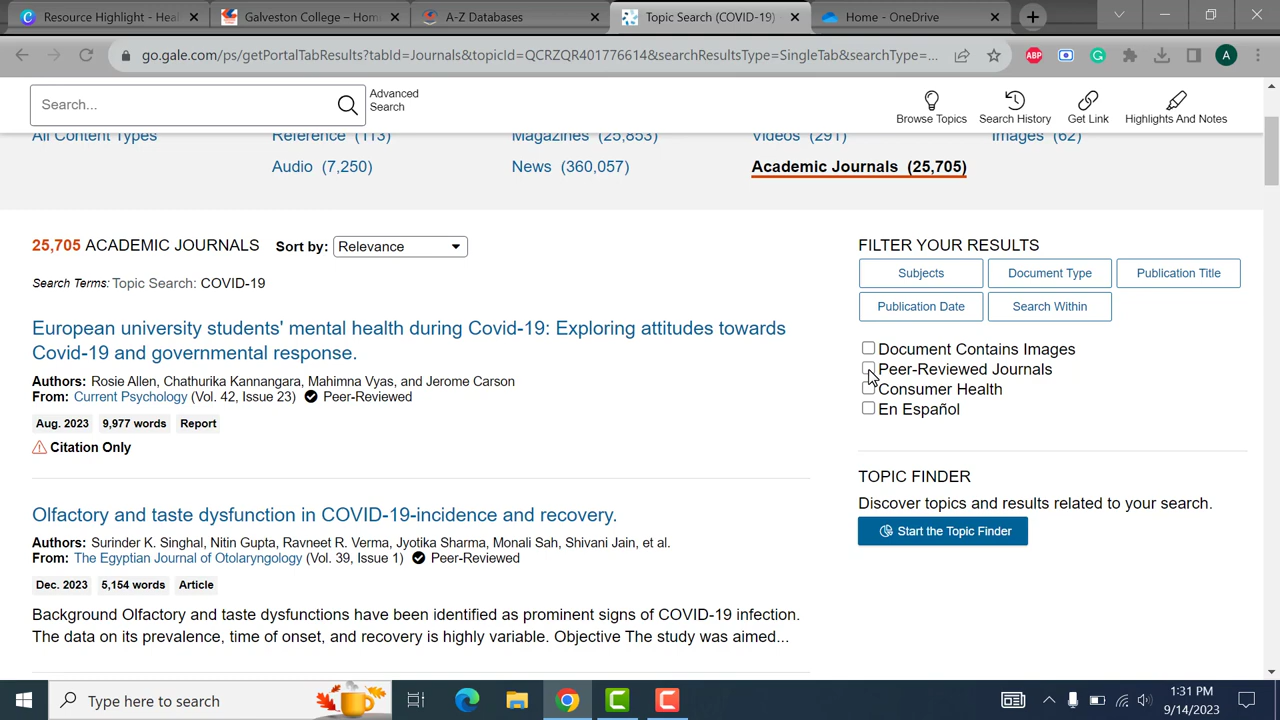 Resource Highlight - Heal
Galveston College – Hom
A-Z Databases
Topic Search (COVID-19)
Home - OneDrive
go.gale.com/ps/getPortalTabResults?tabId=Journals&topicId=QCRZQR401776614&searchResultsType=SingleTab&searchType=...
ABP
A
Search...
Advanced
Search
Browse Topics
Search History
Get Link
Highlights And Notes
All Content Types
Reference (113)
Magazines (25,853)
Videos (291)
Images (62)
Audio (7,250)
News (360,057)
Academic Journals (25,705)
25,705 ACADEMIC JOURNALS
Sort by: Relevance
Search Terms: Topic Search: COVID-19
European university students' mental health during Covid-19: Exploring attitudes towards
Covid-19 and governmental response.
Authors: Rosie Allen, Chathurika Kannangara, Mahimna Vyas, and Jerome Carson
From: Current Psychology (Vol. 42, Issue 23) Peer-Reviewed
Aug. 2023 9,977 words Report
Citation Only
Olfactory and taste dysfunction in COVID-19-incidence and recovery.
Authors: Surinder K. Singhal, Nitin Gupta, Puneet R. Verma, Jyotika Sharma, Monali Sah, Shivani Jain, et al.
From: The Egyptian Journal of Otolaryngology (Vol. 39, Issue 1) Peer-Reviewed
Dec. 2023 5,154 words Article
Background Olfactory and taste dysfunctions have been identified as prominent signs of COVID-19 infection.
The data on its prevalence, time of onset, and recovery is highly variable. Objective The study was aimed...
FILTER YOUR RESULTS
Subjects
Document Type
Publication Title
Publication Date
Search Within
Document Contains Images
Peer-Reviewed Journals
Consumer Health
En Español
TOPIC FINDER
Discover topics and results related to your search.
Start the Topic Finder
Type here to search
1:31 PM
9/14/2023